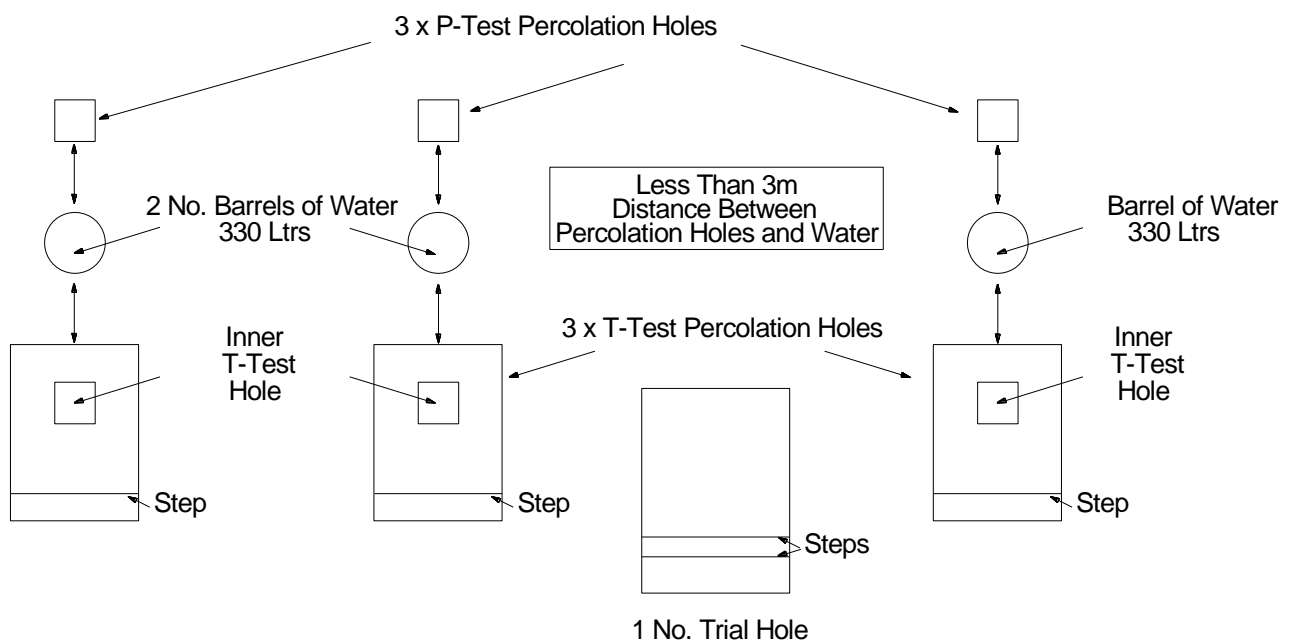 3 x P-Test Percolation Holes
2 No. Barrels of Water
330 Ltrs
Less Than 3m
Distance Between
Percolation Holes and Water
Barrel of Water
330 Ltrs
Inner
T-Test
Hole
3 x T-Test Percolation Holes
Inner
T-Test
Hole
Step
Step
Step
Steps
1 No. Trial Hole